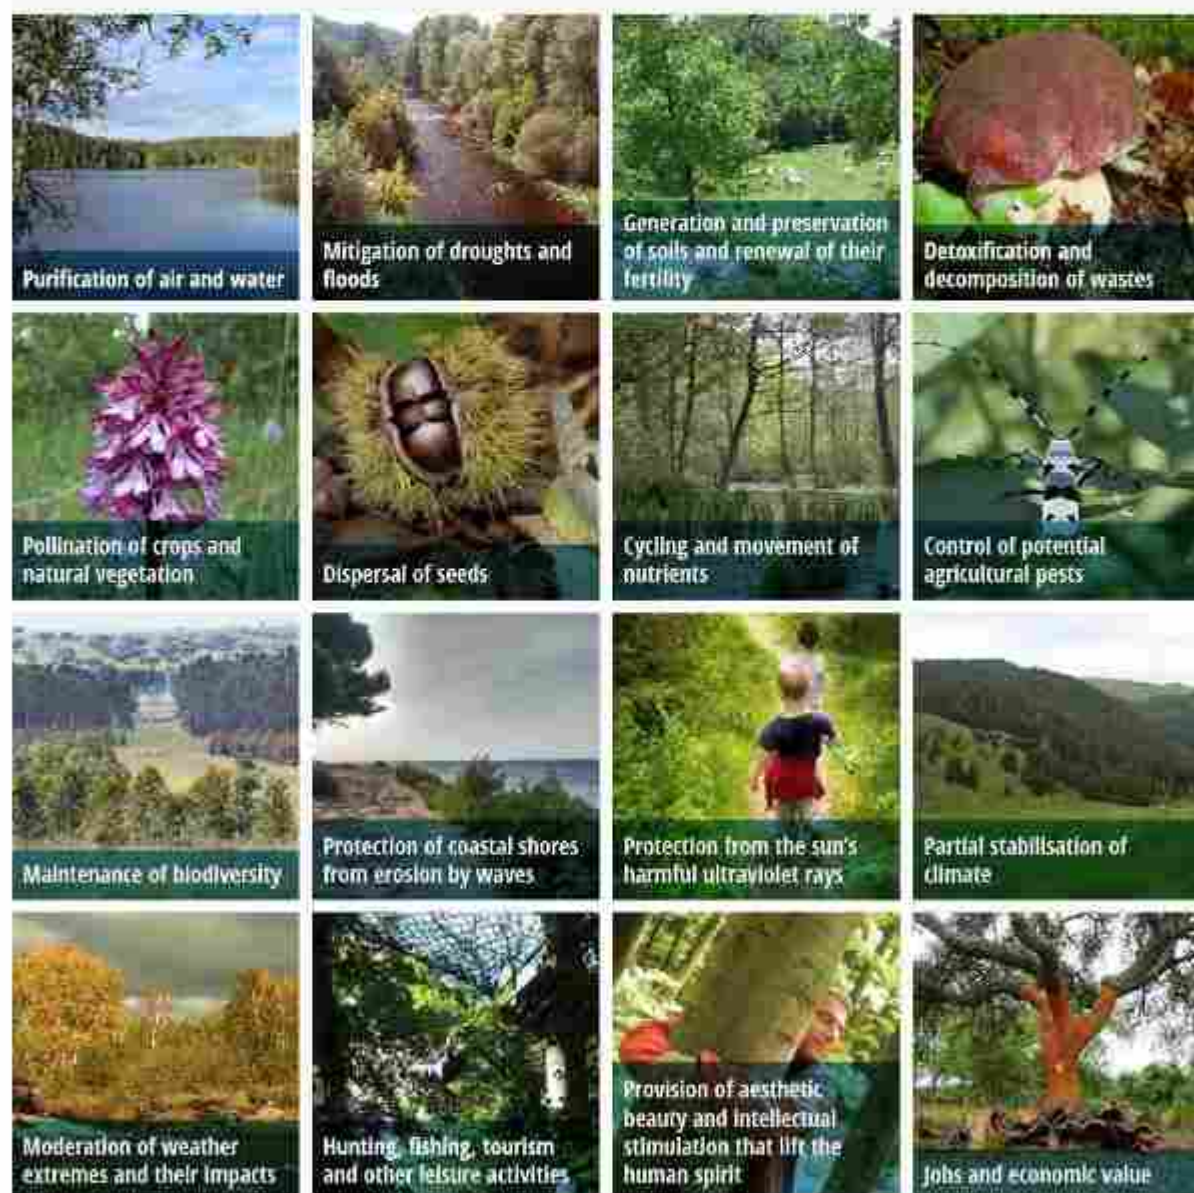 Purification of air and water
Mitigation of droughts and
floods
Generation and preservation
of soils and renewal of their
fertility
Detoxification and
decomposition of wastes
Pollination of crops and
natural vegetation
Dispersal of seeds
Cycling and movement of
nutrients
Control of potential
agricultural pests
Maintenance of biodiversity
Protection of coastal shores
from erosion by waves
Protection from the sun's
harmful ultraviolet rays
Partial stabilisation of
climate
Moderation of weather
extremes and their impacts
Hunting, fishing, tourism
and other leisure activities
Provision of aesthetic
beauty and intellectual
stimulation that lift the
human spirit
Jobs and economic value